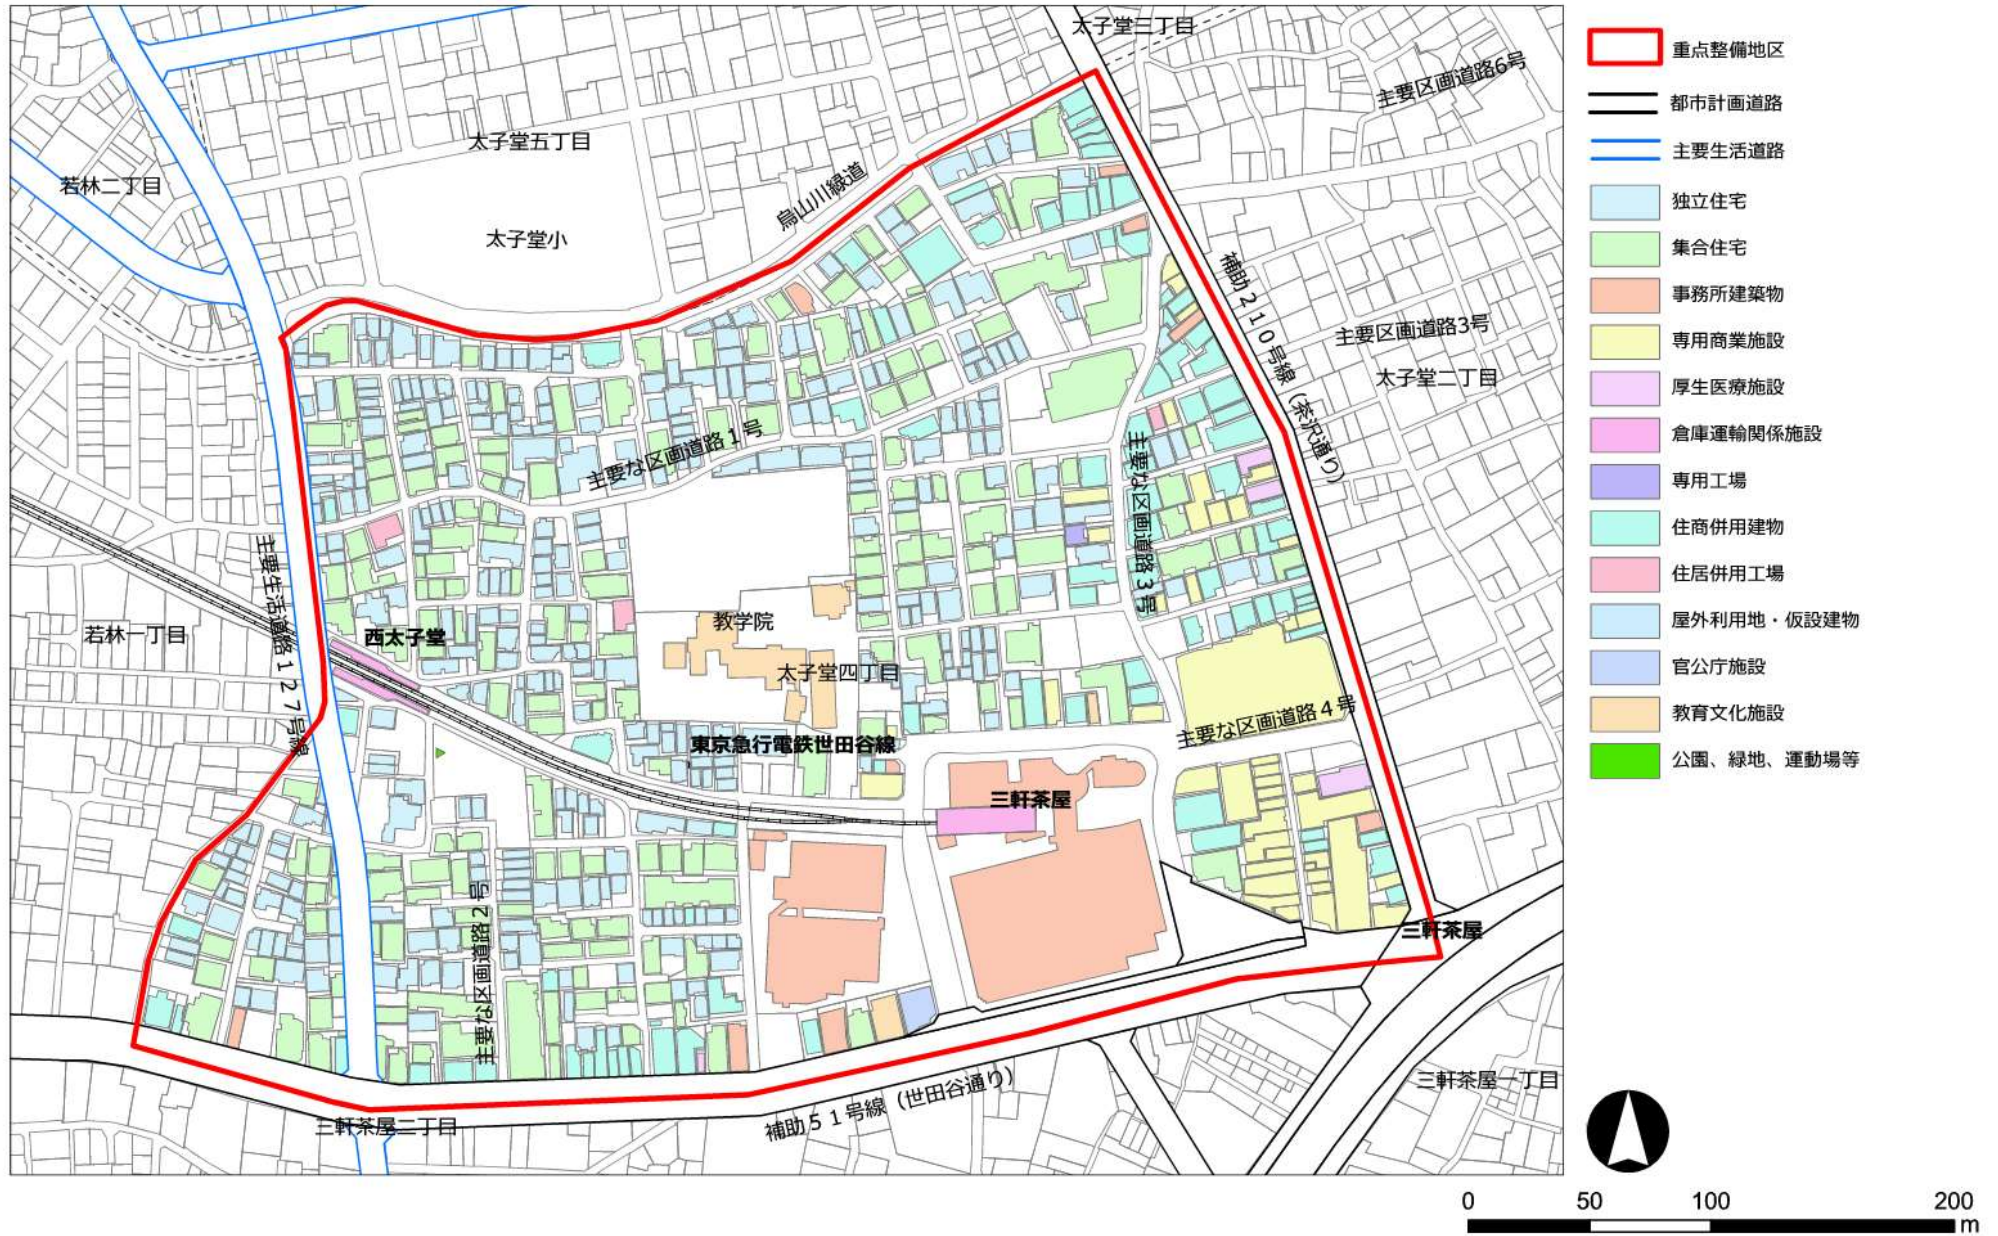 太子堂三丁目
主要区画道路6号
太子堂五丁目
若林二丁目
烏山川緑道
太子堂小
補助２１０号線（茶沢通り）
主要区画道路3号
太子堂二丁目
主要な区画道路１号
主要な区画道路３号
主要生活道路１２７号線
教学院
若林一丁目
西太子堂
太子堂四丁目
主要な区画道路４号
東京急行電鉄世田谷線
三軒茶屋
主要な区画道路２号
三軒茶屋
三軒茶屋一丁目
補助５１号線（世田谷通り）
三軒茶屋二丁目
重点整備地区
都市計画道路
主要生活道路
独立住宅
集合住宅
事務所建築物
専用商業施設
厚生医療施設
倉庫運輸関係施設
専用工場
住商併用建物
住居併用工場
屋外利用地・仮設建物
官公庁施設
教育文化施設
公園、緑地、運動場等
0 50 100 200
m